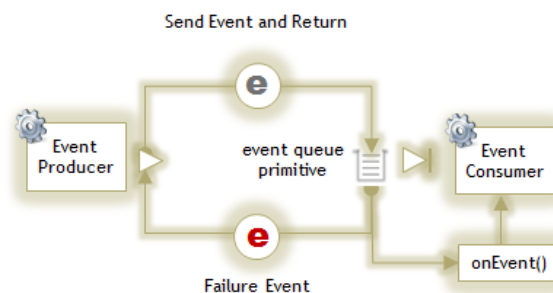 Send Event and Return
e
Event
Producer
event queue
primitive
Event
Consumer
e
onEvent()
Failure Event